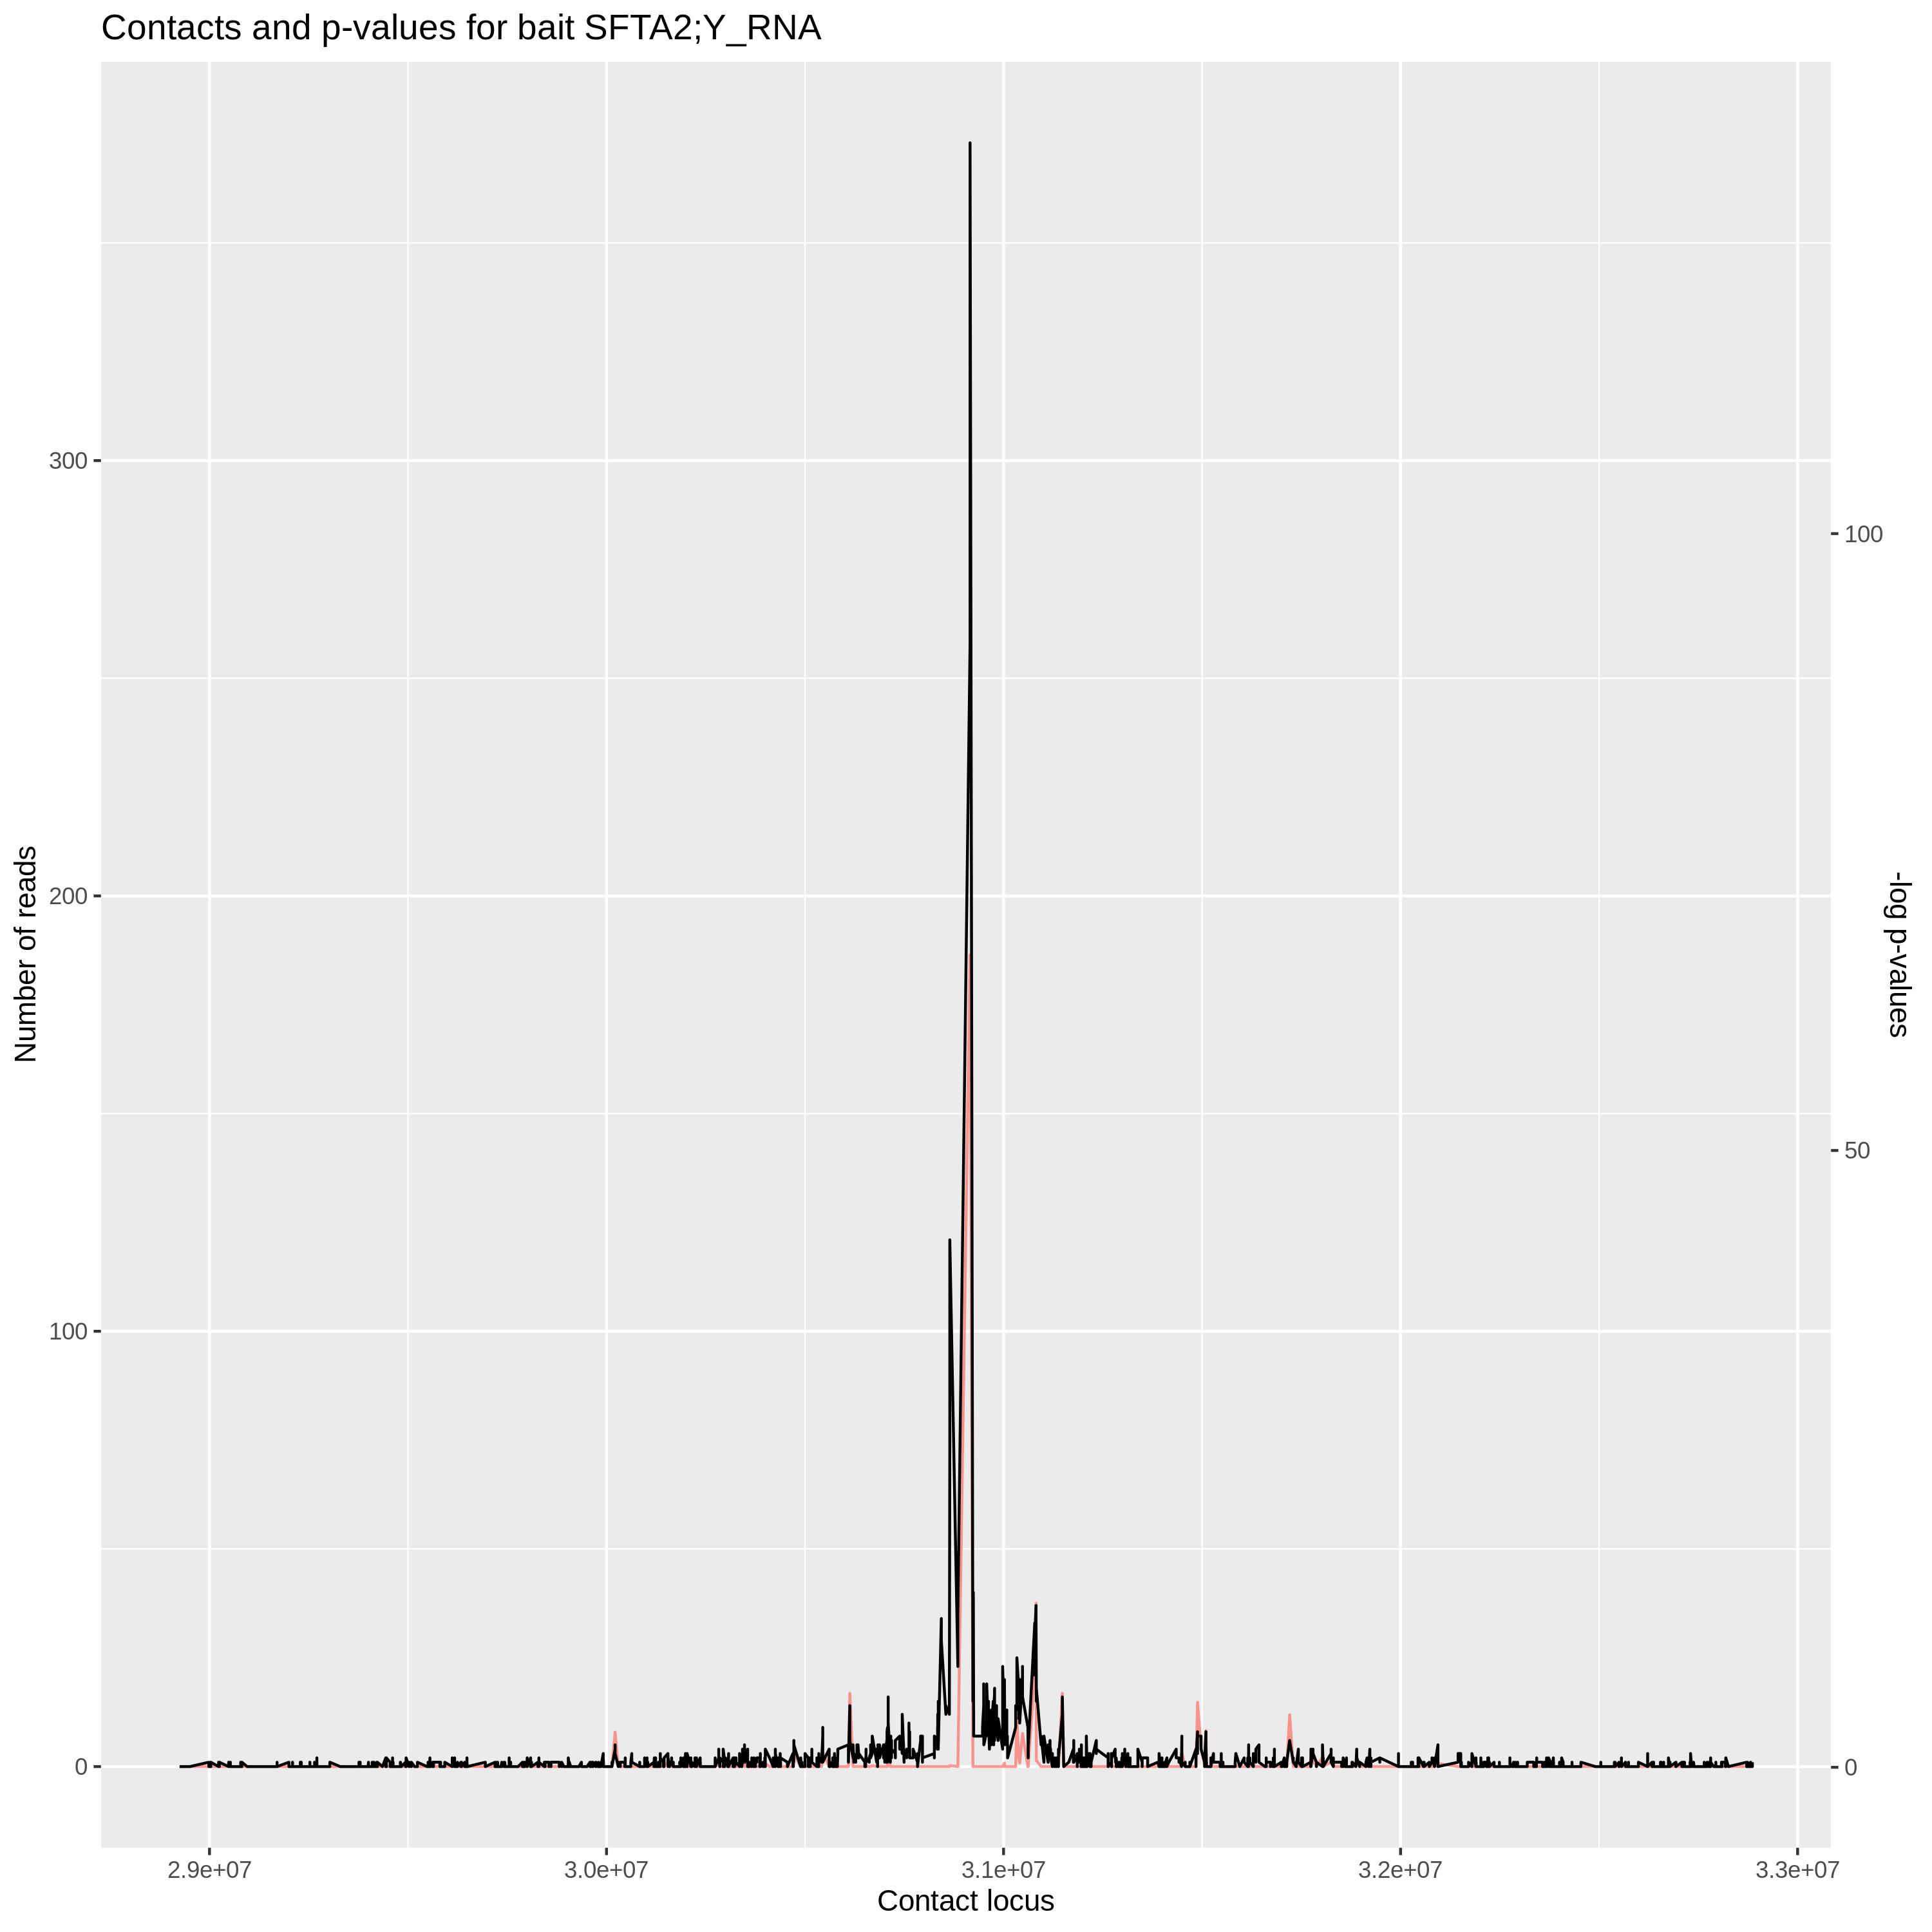 Contacts and p-values for bait SFTA2;Y_RNA
300
200
100
0
Number of reads
100
50
0
-log p-values
2.9e+07
3.0e+07
3.1e+07
3.2e+07
3.3e+07
Contact locus